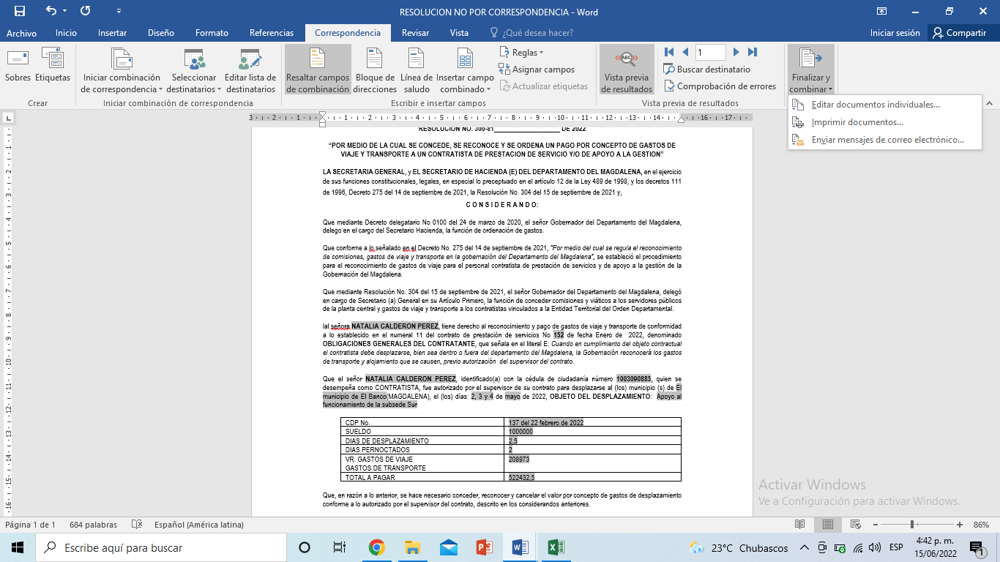 RESOLUCION NO POR CORRESPONDENCIA - Word
Archivo Inicio Insertar Diseño Formato Referencias Correspondencia Revisar Vista ¿Qué desea hacer? Iniciar sesión Compartir
Sobres Etiquetas
Iniciar combinación de correspondencia
Seleccionar destinatarios
Editar lista de destinatarios
Resaltar campos de combinación
Bloque de direcciones
Línea de saludo
Insertar campo combinado
Reglas
Asignar campos
Actualizar etiquetas
ABC
Vista previa de resultados
1
Buscar destinatario
Comprobación de errores
Finalizar y combinar
Crear
Iniciar combinación de correspondencia
Escribir e insertar campos
Vista previa de resultados
Editar documentos individuales...
Imprimir documentos...
Enviar mensajes de correo electrónico...
3 2 1 1 2 3 4 5 6 7 8 9 10 11 12 13 14 16 17
RESOLUCION NO. 300-81___________________ DE 2022
“POR MEDIO DE LA CUAL SE CONCEDE, SE RECONOCE Y SE ORDENA UN PAGO POR CONCEPTO DE GASTOS DE
VIAJE Y TRANSPORTE A UN CONTRATISTA DE PRESTACION DE SERVICIO Y/O DE APOYO A LA GESTION”
LA SECRETARIA GENERAL, y EL SECRETARIO DE HACIENDA (E) DEL DEPARTAMENTO DEL MAGDALENA, en el ejercicio
de sus funciones constitucionales, legales, en especial lo preceptuado en el artículo 12 de la Ley 489 de 1998, y los decretos 111
de 1996, Decreto 275 del 14 de septiembre de 2021, la Resolución No. 304 del 15 de septiembre de 2021 y,
C O N S I D E R A N D O:
Que mediante Decreto delegatario No 0100 del 24 de marzo de 2020, el señor Gobernador del Departamento del Magdalena,
delego en el cargo del Secretario Hacienda, la función de ordenación de gastos.
Que conforme a lo señalado en el Decreto No. 275 del 14 de septiembre de 2021, “Por medio del cual se regula el reconocimiento
de comisiones, gastos de viaje y transporte en la gobernación del Departamento del Magdalena”, se estableció el procedimiento
para el reconocimiento de gastos de viaje para el personal contratista de prestación de servicios y de apoyo a la gestión de la
Gobernación del Magdalena.
Que mediante Resolución No. 304 del 15 de septiembre de 2021, el señor Gobernador del Departamento del Magdalena, delegó
en cargo de Secretario (a) General en su Artículo Primero, la función de conceder comisiones y viáticos a los servidores públicos
de la planta central y gastos de viaje y transporte a los contratistas vinculados a la Entidad Territorial del Orden Departamental.
lal señora NATALIA CALDERON PEREZ, tiene derecho al reconocimiento y pago de gastos de viaje y transporte de conformidad
a lo establecido en el numeral 11 del contrato de prestación de servicios No 152 de fecha Enero de 2022, denominado
OBLIGACIONES GENERALES DEL CONTRATANTE, que señala en el literal E: Cuando en cumplimiento del objeto contractual
el contratista debe desplazarse, bien sea dentro o fuera del departamento del Magdalena, la Gobernación reconocerá los gastos
de transporte y alojamiento que se causen, previo autorización del supervisor del contrato.
Que el señor NATALIA CALDERON PEREZ, identificado(a) con la cédula de ciudadanía número 1003090885, quien se
desempeña como CONTRATISTA, fue autorizado por el supervisor de su contrato para desplazarse al (los) municipio (s) de El
municipio de El Banco(MAGDALENA), el (los) días: 2, 3 y 4 de mayo de 2022, OBJETO DEL DESPLAZAMIENTO: Apoyo al
funcionamiento de la subsede Sur
CDP No. 137 del 22 febrero de 2022
SUELDO 1000000
DIAS DE DESPLAZAMIENTO 2,5
DIAS PERNOCTADOS 2
VR. GASTOS DE VIAJE 208973
GASTOS DE TRANSPORTE
TOTAL A PAGAR 522432,5
Que, en razón a lo anterior, se hace necesario conceder, reconocer y cancelar el valor por concepto de gastos de desplazamiento
conforme a lo autorizado por el supervisor del contrato, descrito en los considerandos anteriores.
Activar Windows
Ve a Configuración para activar Windows.
Página 1 de 1 684 palabras Español (América latina) 86%
Escribe aquí para buscar
23°C Chubascos ESP
4:42 p. m.
15/06/2022
1